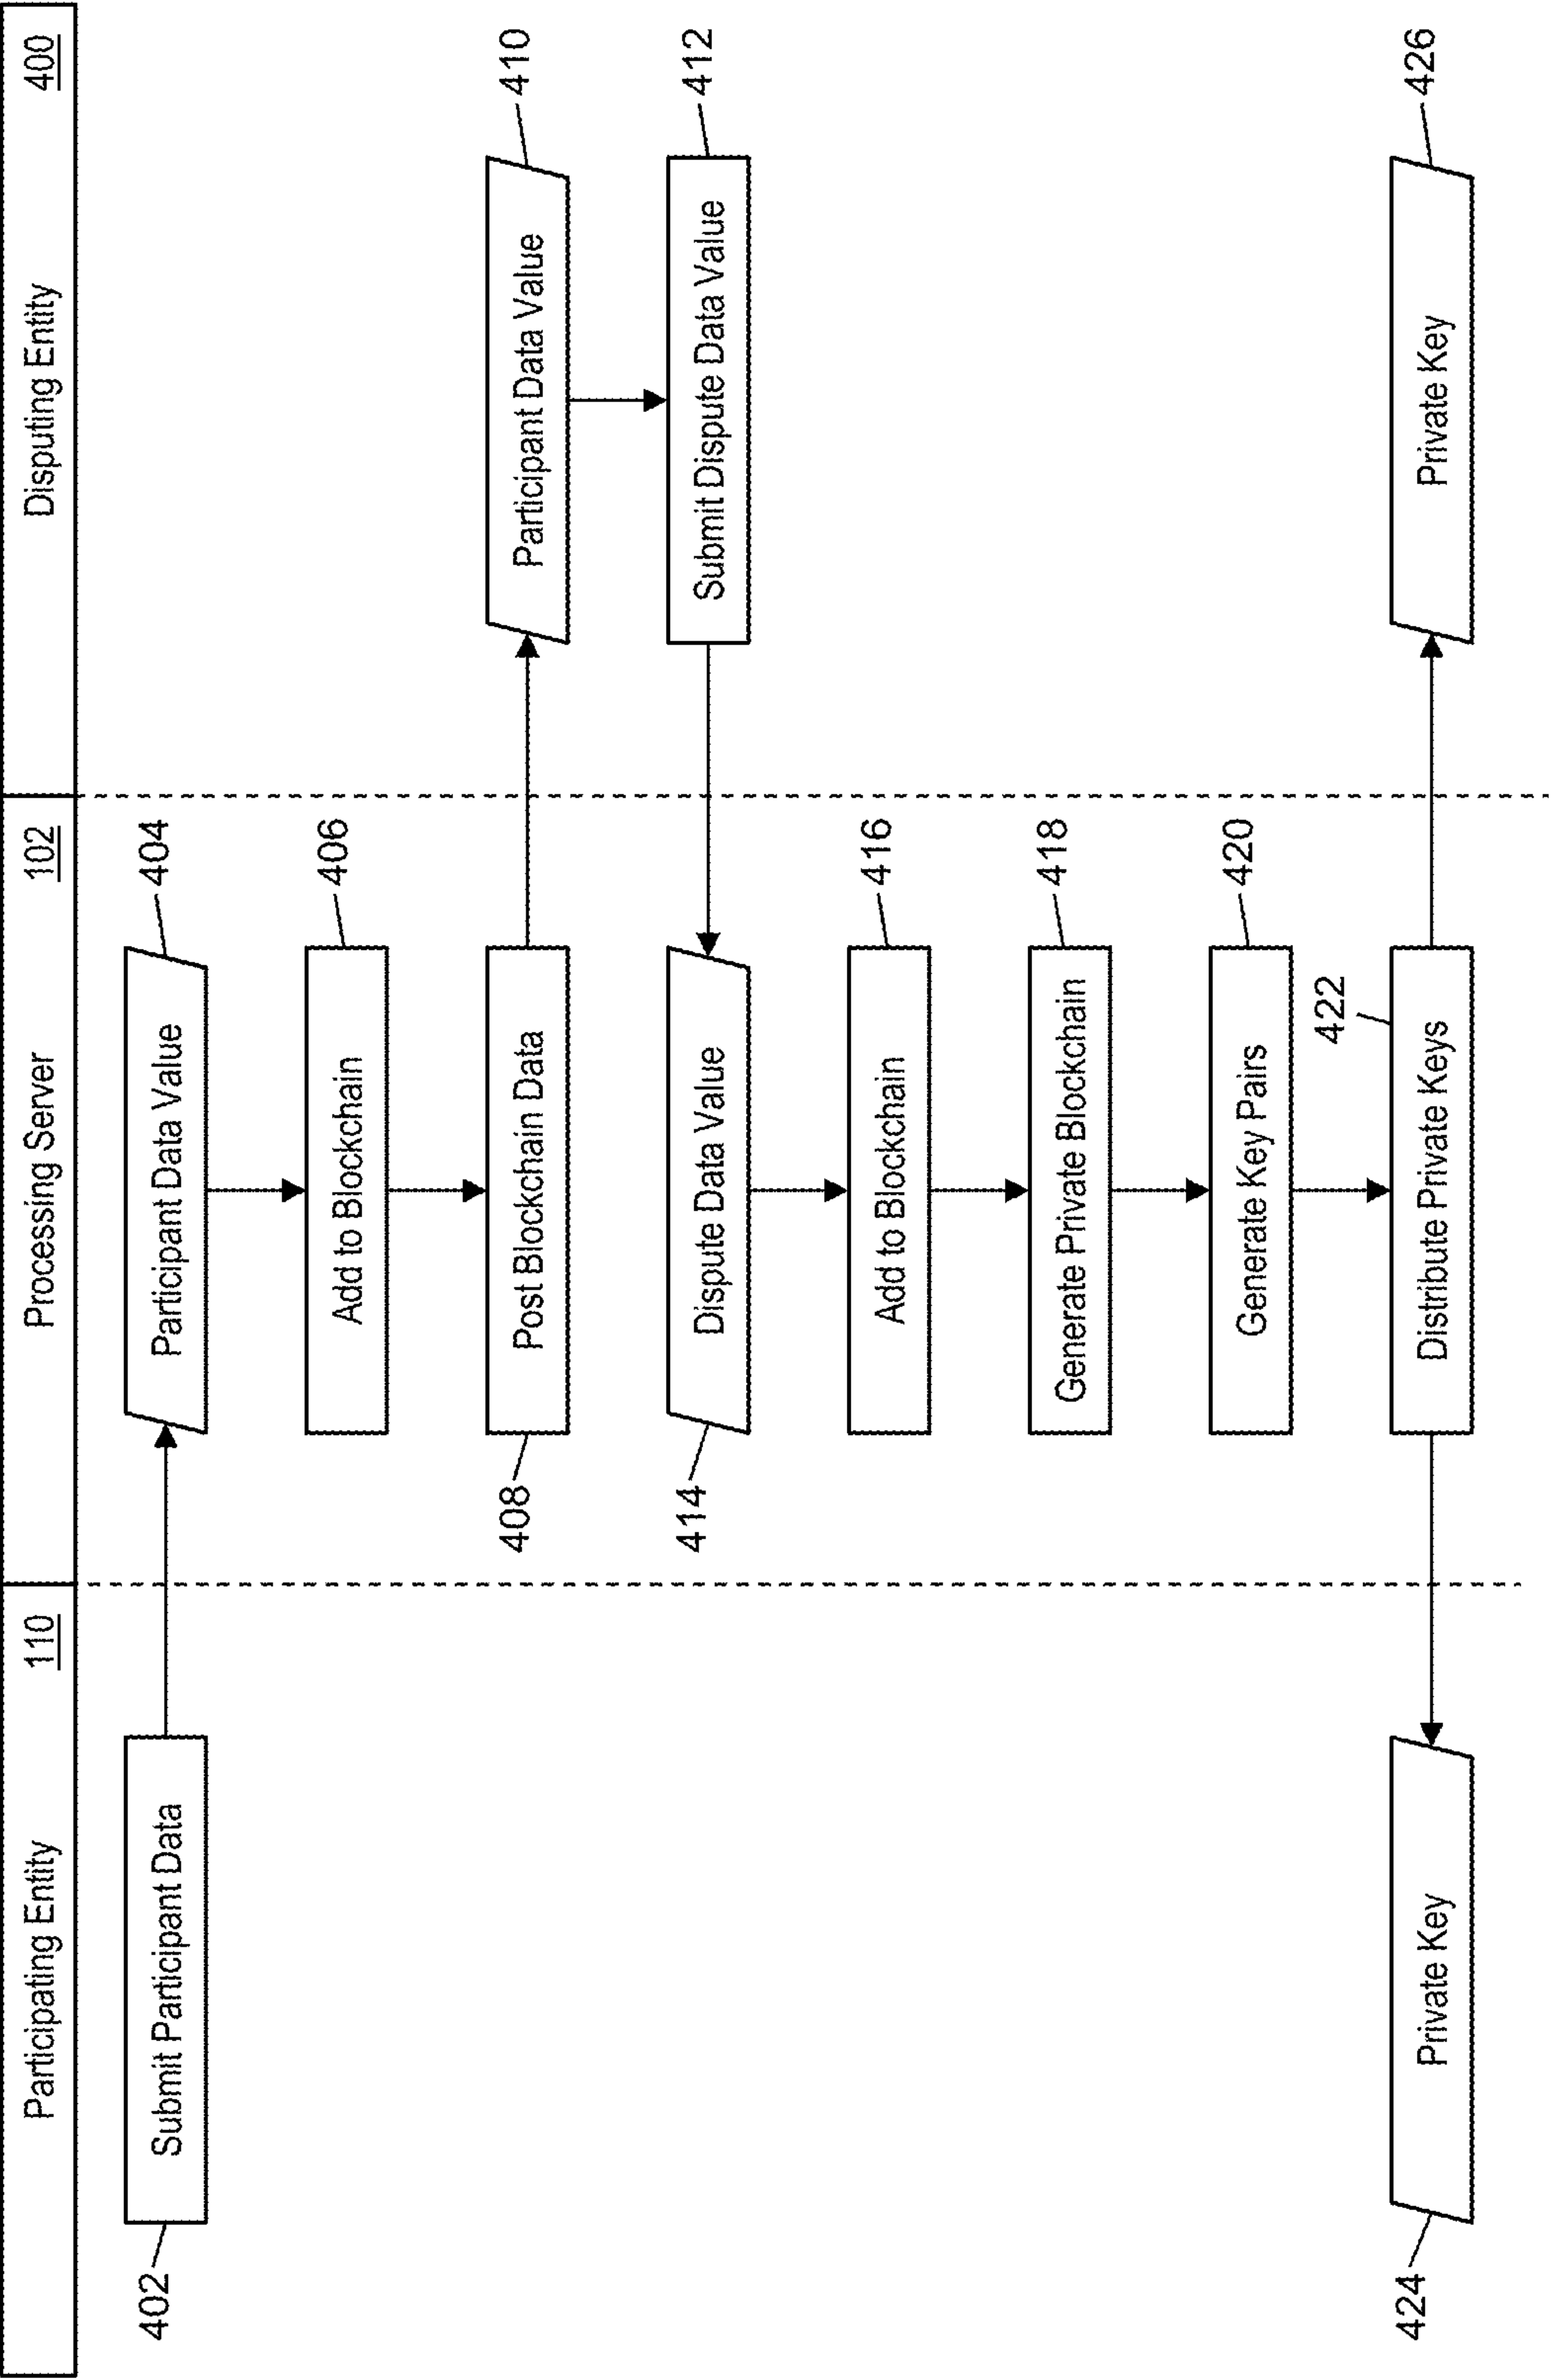 Participating Entity 110
Processing Server 102
Disputing Entity 400
402
Submit Participant Data
Participant Data Value
404
Add to Blockchain
406
408
Post Blockchain Data
Participant Data Value
410
Submit Dispute Data Value
412
414
Dispute Data Value
Add to Blockchain
416
Generate Private Blockchain
418
Generate Key Pairs
420
422
Distribute Private Keys
424
Private Key
Private Key
426